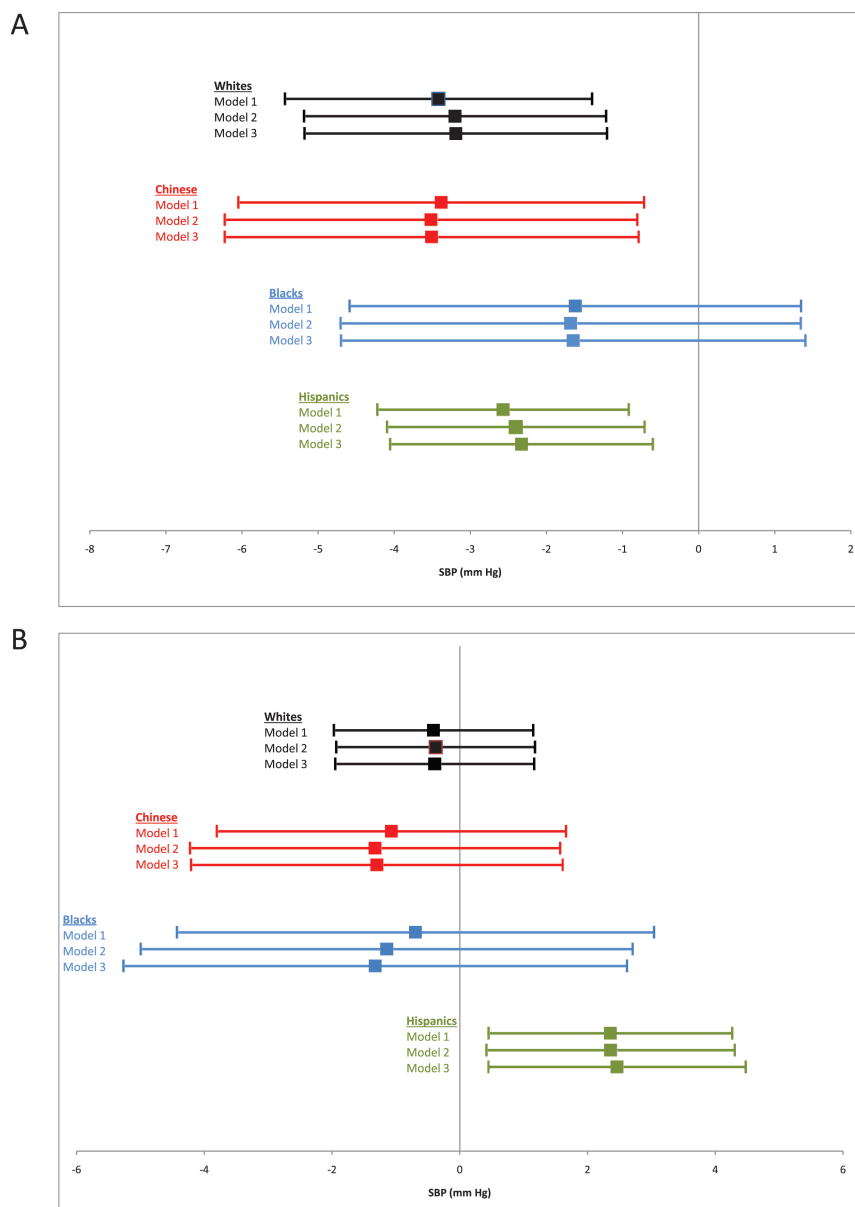 A
Whites
Model 1
Model 2
Model 3
Chinese
Model 1
Model 2
Model 3
Blacks
Model 1
Model 2
Model 3
Hispanics
Model 1
Model 2
Model 3
-8 -7 -6 -5 -4 -3 -2 -1 0 1 2
SBP (mm Hg)
B
Whites
Model 1
Model 2
Model 3
Chinese
Model 1
Model 2
Model 3
Blacks
Model 1
Model 2
Model 3
Hispanics
Model 1
Model 2
Model 3
-6 -4 -2 0 2 4 6
SBP (mm Hg)